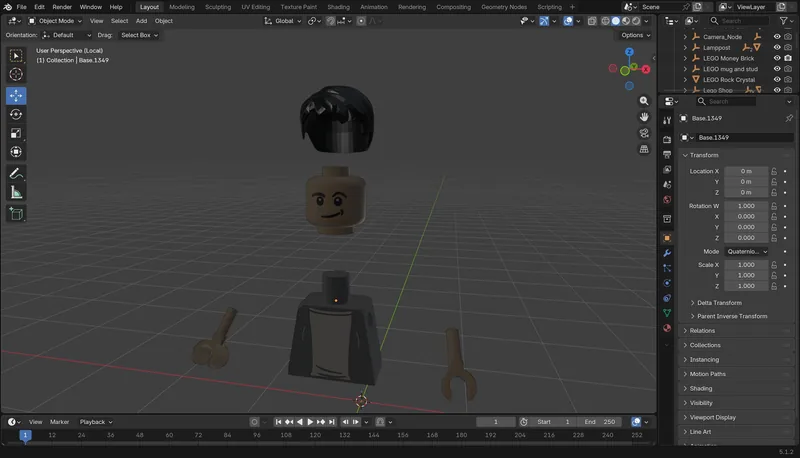 File Edit Render Window Help Layout Modeling Sculpting UV Editing Texture Paint Shading Animation Rendering Compositing Geometry Nodes Scripting + Scene ViewLayer
Object Mode View Select Add Object Global Search
Orientation: Default Drag: Select Box Options
User Perspective (Local)
(1) Collection | Base.1349
Z
Y
X
Camera_Node
Lamppost
LEGO Money Brick
LEGO mug and stud
LEGO Rock Crystal
Lego Shop
Search
Base.1349
Base.1349
Transform
Location X 0 m
Y 0 m
Z 0 m
Rotation W 1.000
X 0.000
Y 0.000
Z 0.000
Mode Quaternio...
Scale X 1.000
Y 1.000
Z 1.000
Delta Transform
Parent Inverse Transform
Relations
Collections
Instancing
Motion Paths
Shading
Visibility
Viewport Display
Line Art
View Marker Playback 1 Start 1 End 250
1 12 24 36 48 60 72 84 96 108 120 132 144 156 168 180 192 204 216 228 240 252
5.1.2